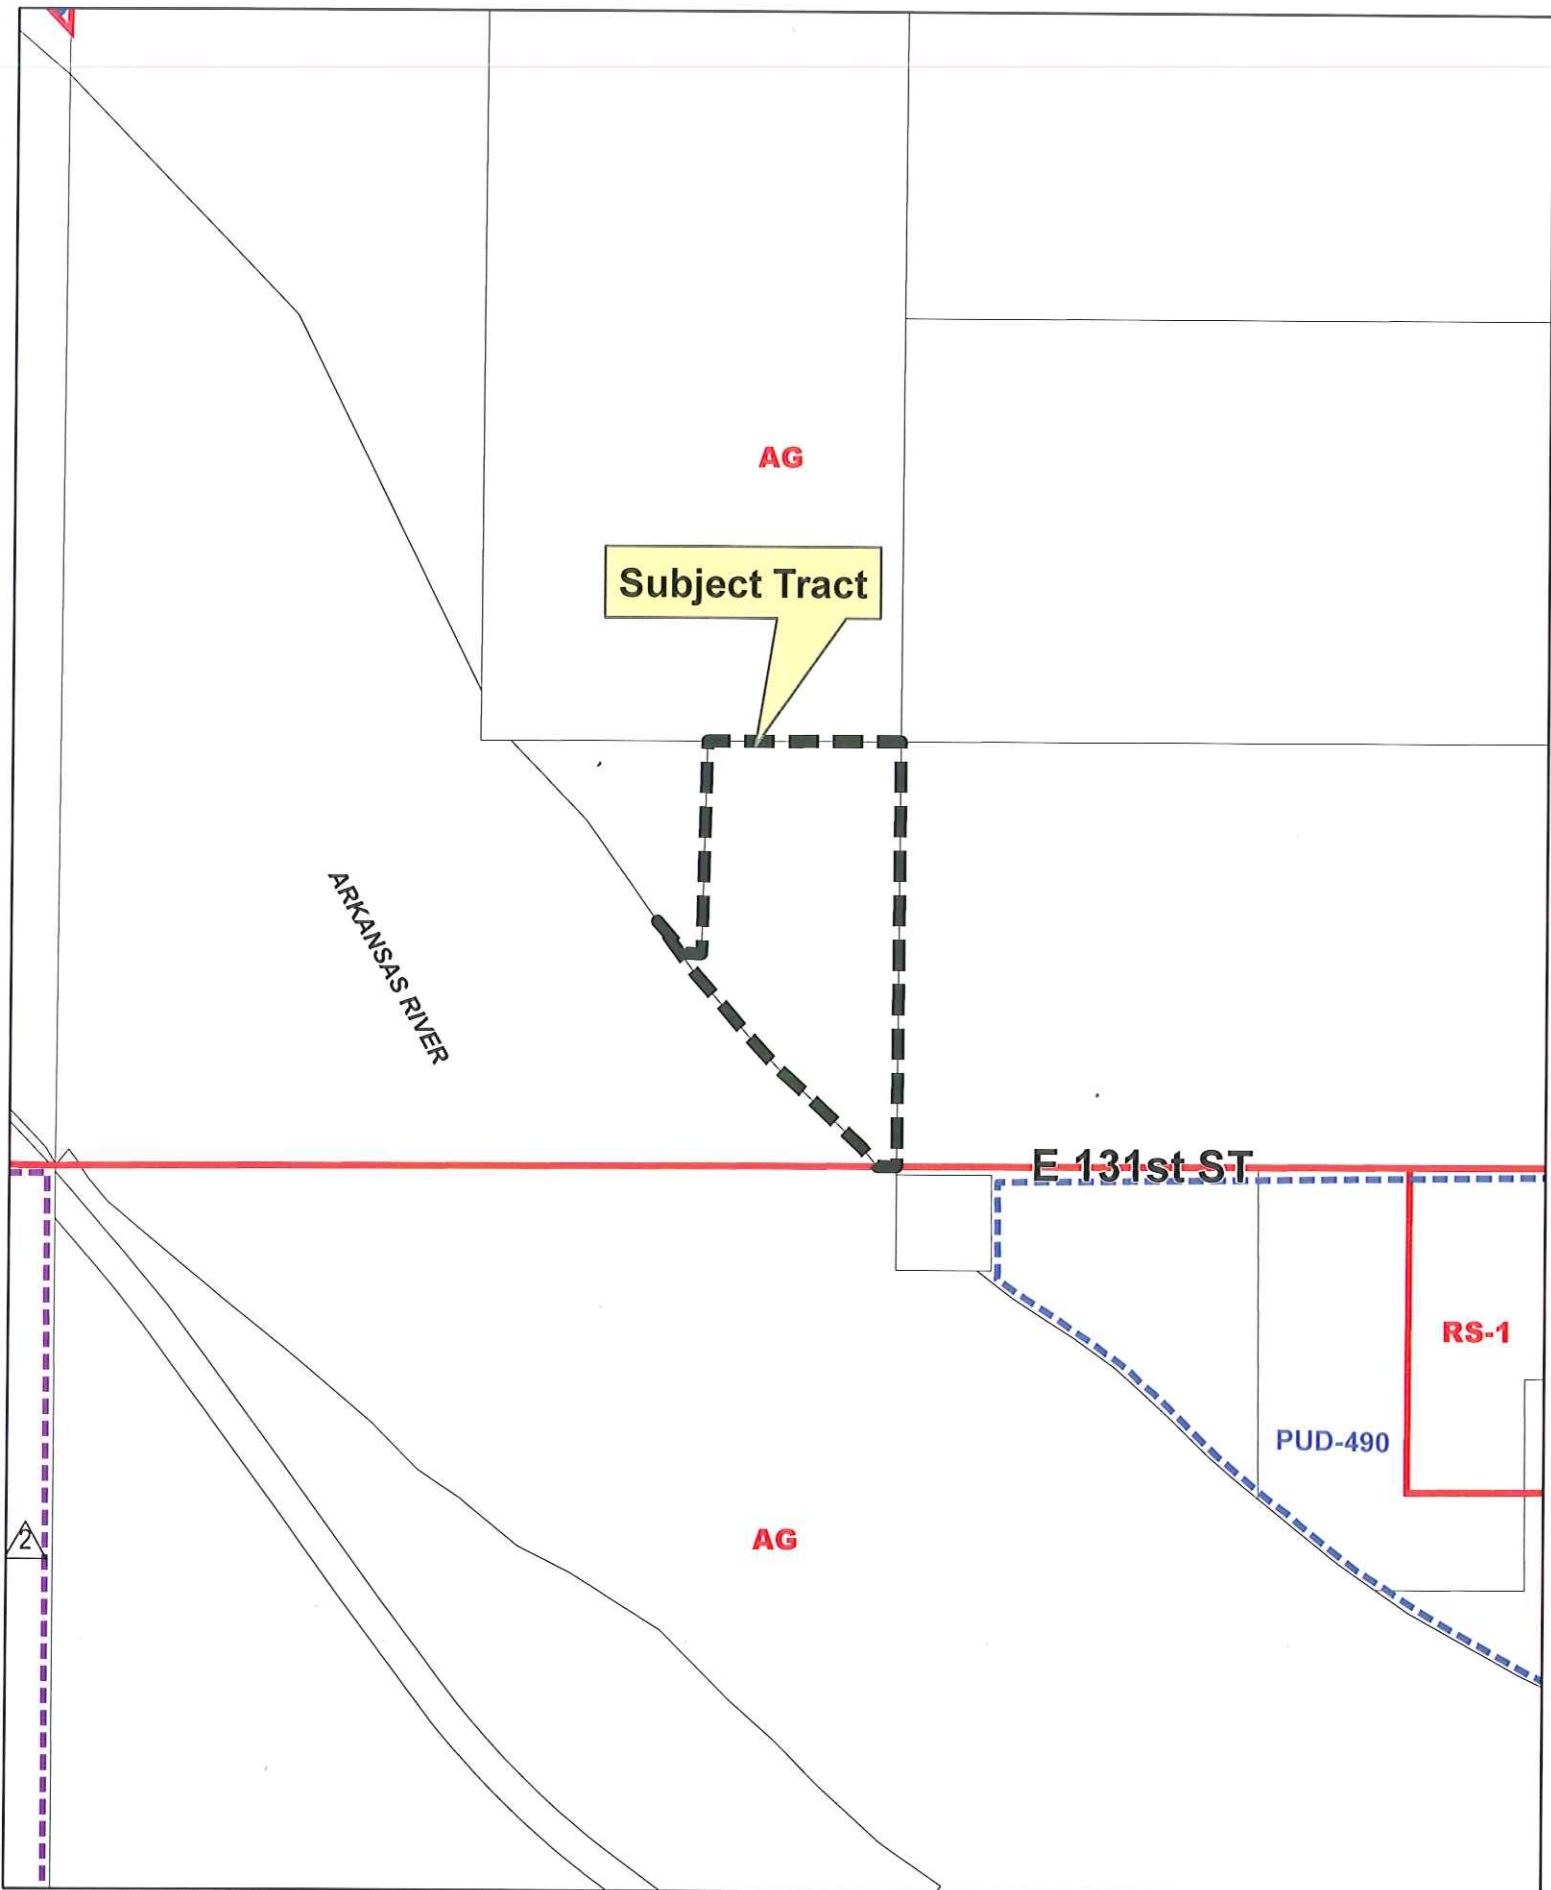 AG
Subject Tract
ARKANSAS RIVER
E 131st ST
RS-1
PUD-490
AG
2